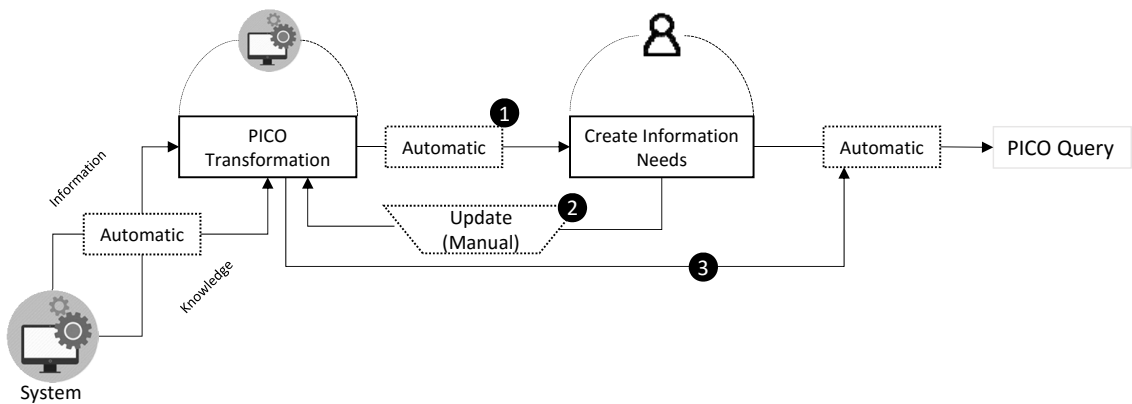 1
PICO
Transformation
Automatic
Create Information
Needs
Automatic
PICO Query
Information
Update
(Manual)
2
Automatic
3
Knowledge
System